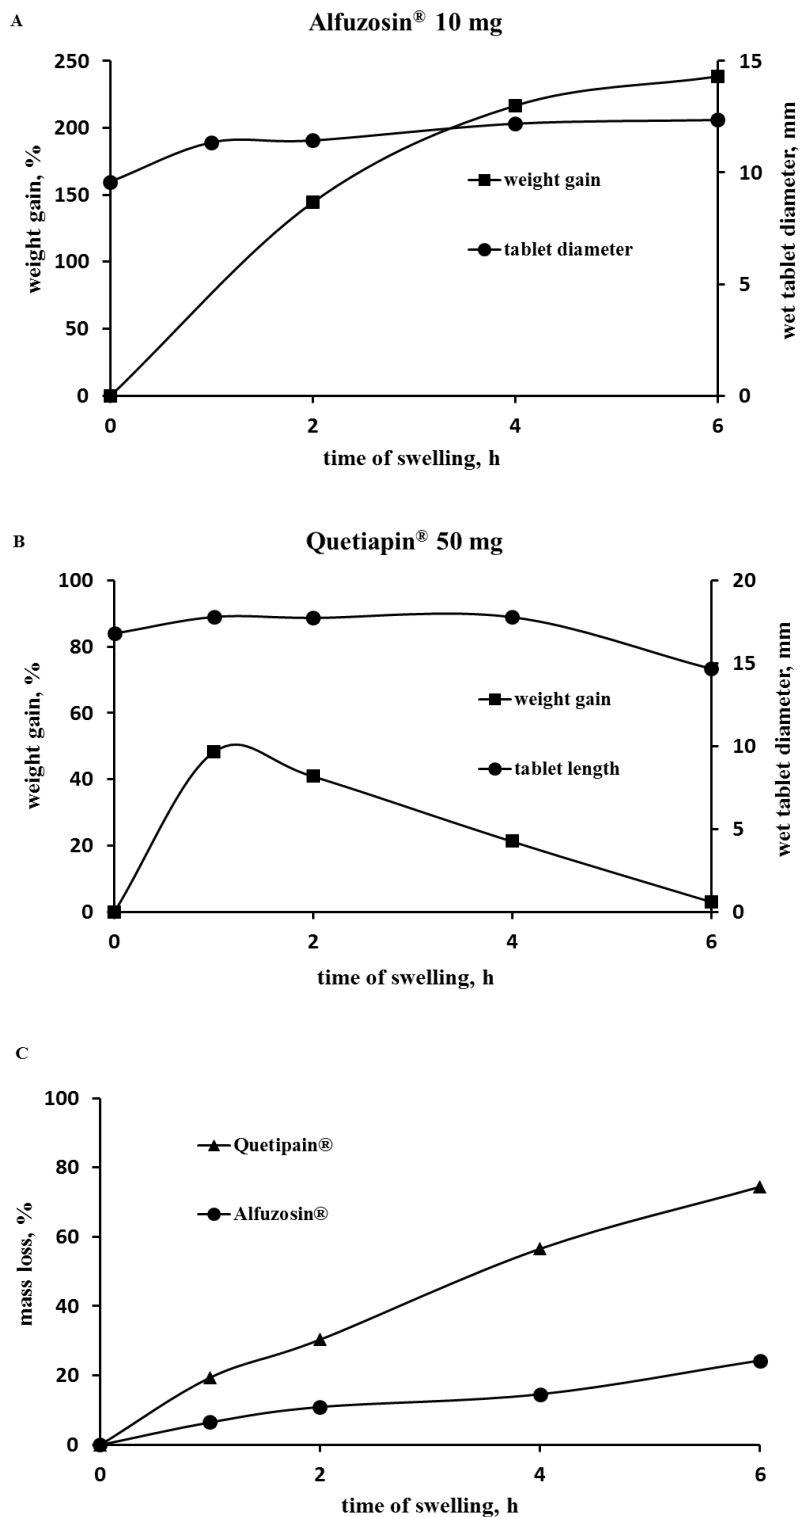 A
Alfuzosin® 10 mg
250
200
150
100
50
0
weight gain, %
15
10
5
0
wet tablet diameter, mm
weight gain
tablet diameter
0 2 4 6
time of swelling, h
B
Quetiapin® 50 mg
100
80
60
40
20
0
weight gain, %
20
15
10
5
0
wet tablet diameter, mm
weight gain
tablet length
0 2 4 6
time of swelling, h
C
100
80
60
40
20
0
mass loss, %
Quetipain®
Alfuzosin®
0 2 4 6
time of swelling, h